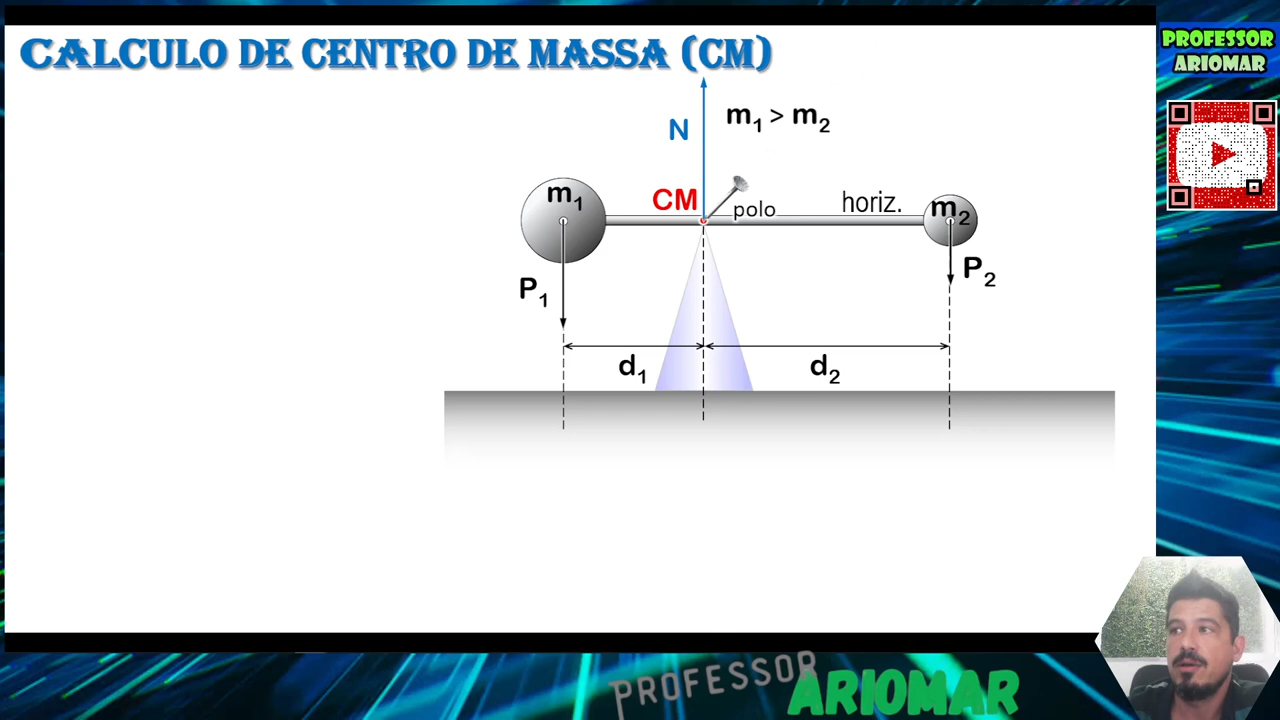 CALCULO DE CENTRO DE MASSA (CM)
PROFESSOR
ARIOMAR
N
m1 > m2
m1
CM
polo
horiz.
m2
P1
P2
d1
d2
PROFESSOR
ARIOMAR